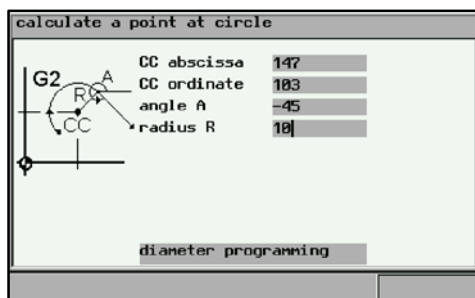 calculate a point at circle
CC abscissa 147
CC ordinate 103
angle A -45
radius R 10
G2
A
R
CC
diameter programming